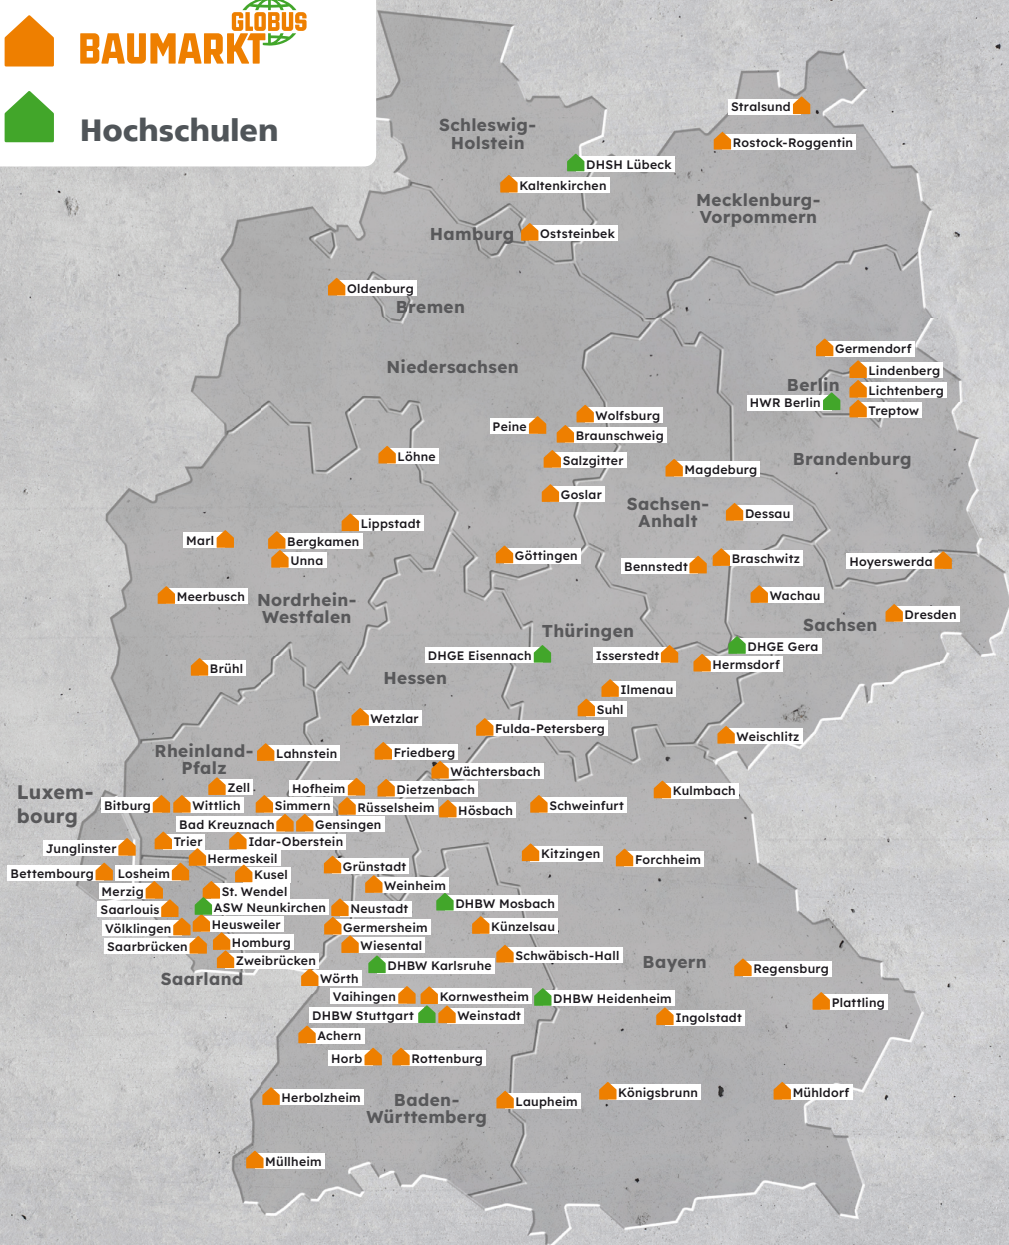 GLOBUS
BAUMARKT
Hochschulen
Schleswig-
Holstein
Stralsund
Rostock-Roggentin
DHSH Lübeck
Kaltenkirchen
Mecklenburg-
Vorpommern
Hamburg
Oststeinbek
Oldenburg
Bremen
Niedersachsen
Germendorf
Lindenberg
Berlin
Lichtenberg
HWR Berlin
Treptow
Wolfsburg
Peine
Braunschweig
Löhne
Salzgitter
Brandenburg
Magdeburg
Goslar
Sachsen-
Anhalt
Dessau
Lippstadt
Marl
Bergkamen
Unna
Göttingen
Bennstedt
Braschwitz
Hoyerswerda
Meerbusch
Nordrhein-
Westfalen
Wachau
Dresden
Sachsen
Thüringen
DHGE Gera
DHGE Eisennach
Isserstedt
Hermsdorf
Brühl
Hessen
Ilmenau
Suhl
Wetzlar
Fulda-Petersberg
Weischlitz
Rheinland-
Pfalz
Lahnstein
Friedberg
Wächtersbach
Luxem-
bourg
Zell
Hofheim
Dietzenbach
Kulmbach
Bitburg
Wittlich
Simmern
Rüsselsheim
Hösbach
Schweinfurt
Bad Kreuznach
Gensingen
Junglinster
Trier
Idar-Oberstein
Kitzingen
Forchheim
Hermeskeil
Grünstadt
Bettembourg
Losheim
Kusel
Weinheim
Merzig
St. Wendel
Saarlouis
ASW Neunkirchen
Neustadt
DHBW Mosbach
Völklingen
Heusweiler
Germersheim
Künzelsau
Saarbrücken
Homburg
Wiesental
Zweibrücken
DHBW Karlsruhe
Schwäbisch-Hall
Bayern
Regensburg
Saarland
Wörth
Vaihingen
Kornwestheim
DHBW Heidenheim
Plattling
DHBW Stuttgart
Weinstadt
Ingolstadt
Achern
Horb
Rottenburg
Herbolzheim
Baden-
Württemberg
Laupheim
Königsbrunn
Mühldorf
Müllheim